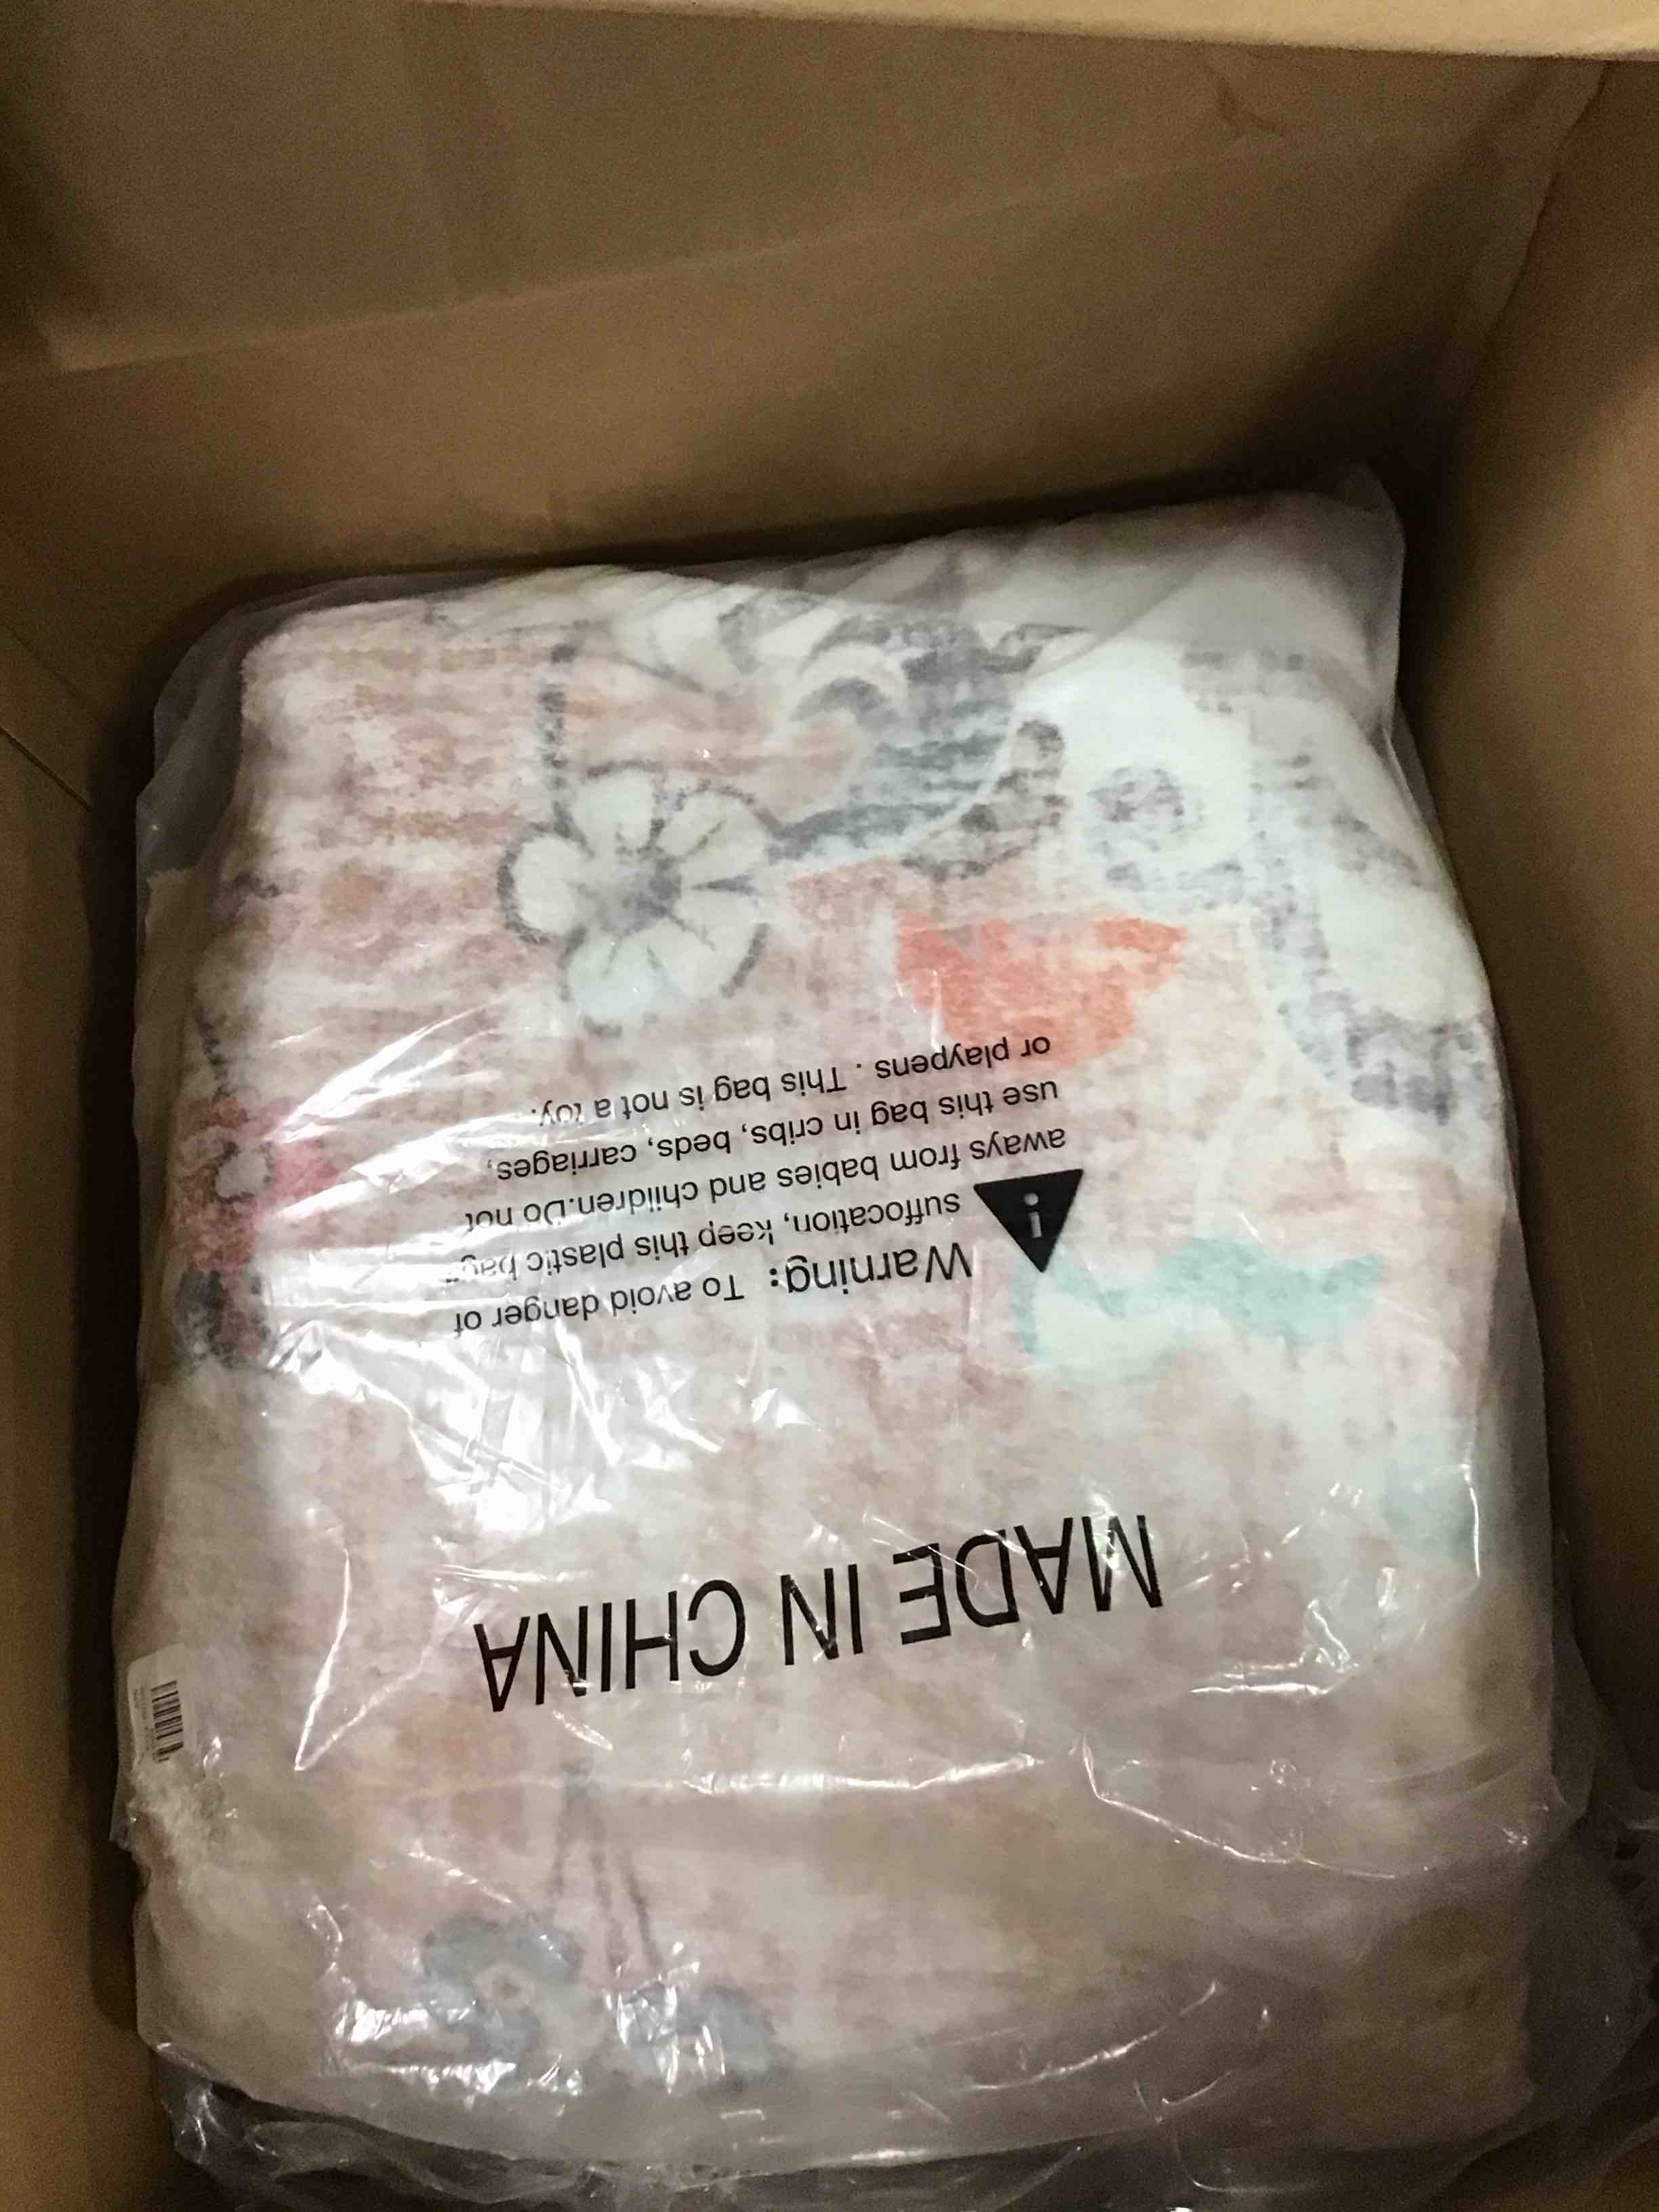 MADE IN CHINA
Warning: To avoid danger of
suffocation, keep this plastic bag
aways from babies and children.Do not
use this bag in cribs, beds, carriages,
or playpens . This bag is not a toy.